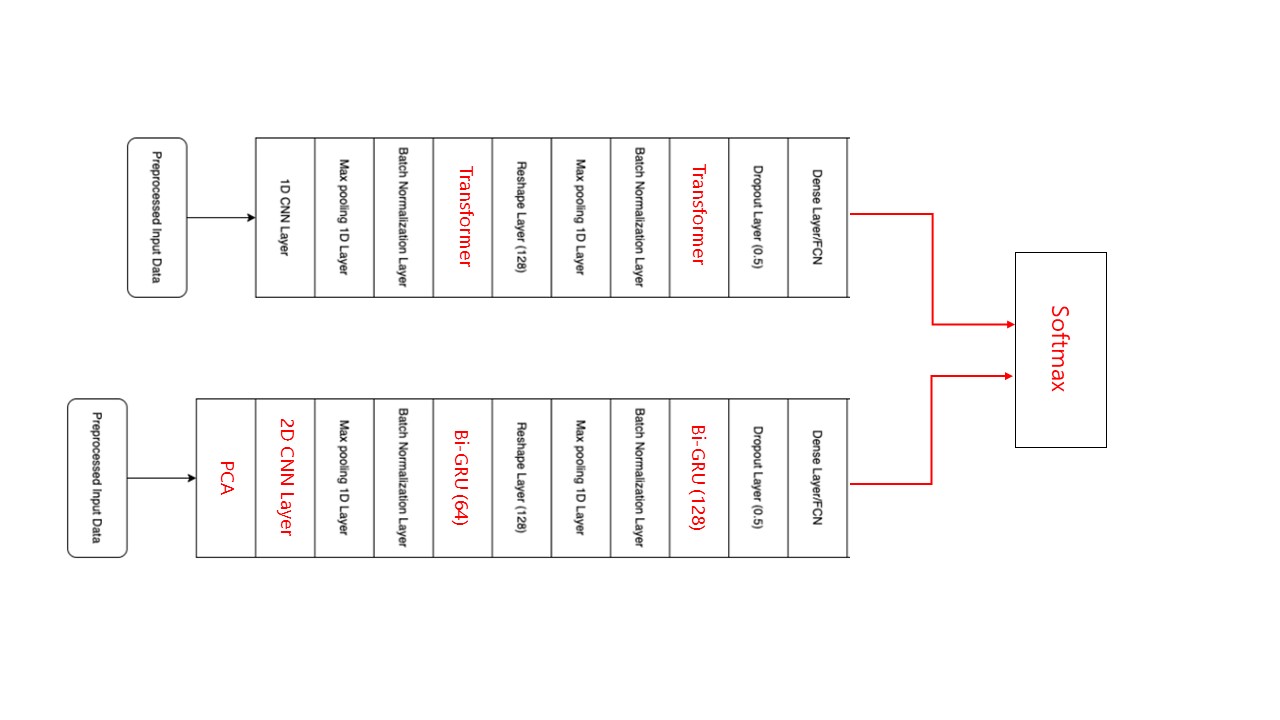 Preprocessed Input Data
1D CNN Layer
Max pooling 1D Layer
Batch Normalization Layer
Transformer
Reshape Layer (128)
Max pooling 1D Layer
Batch Normalization Layer
Transformer
Dropout Layer (0.5)
Dense Layer/FCN
Preprocessed Input Data
PCA
2D CNN Layer
Max pooling 1D Layer
Batch Normalization Layer
Bi-GRU (64)
Reshape Layer (128)
Max pooling 1D Layer
Batch Normalization Layer
Bi-GRU (128)
Dropout Layer (0.5)
Dense Layer/FCN
Softmax